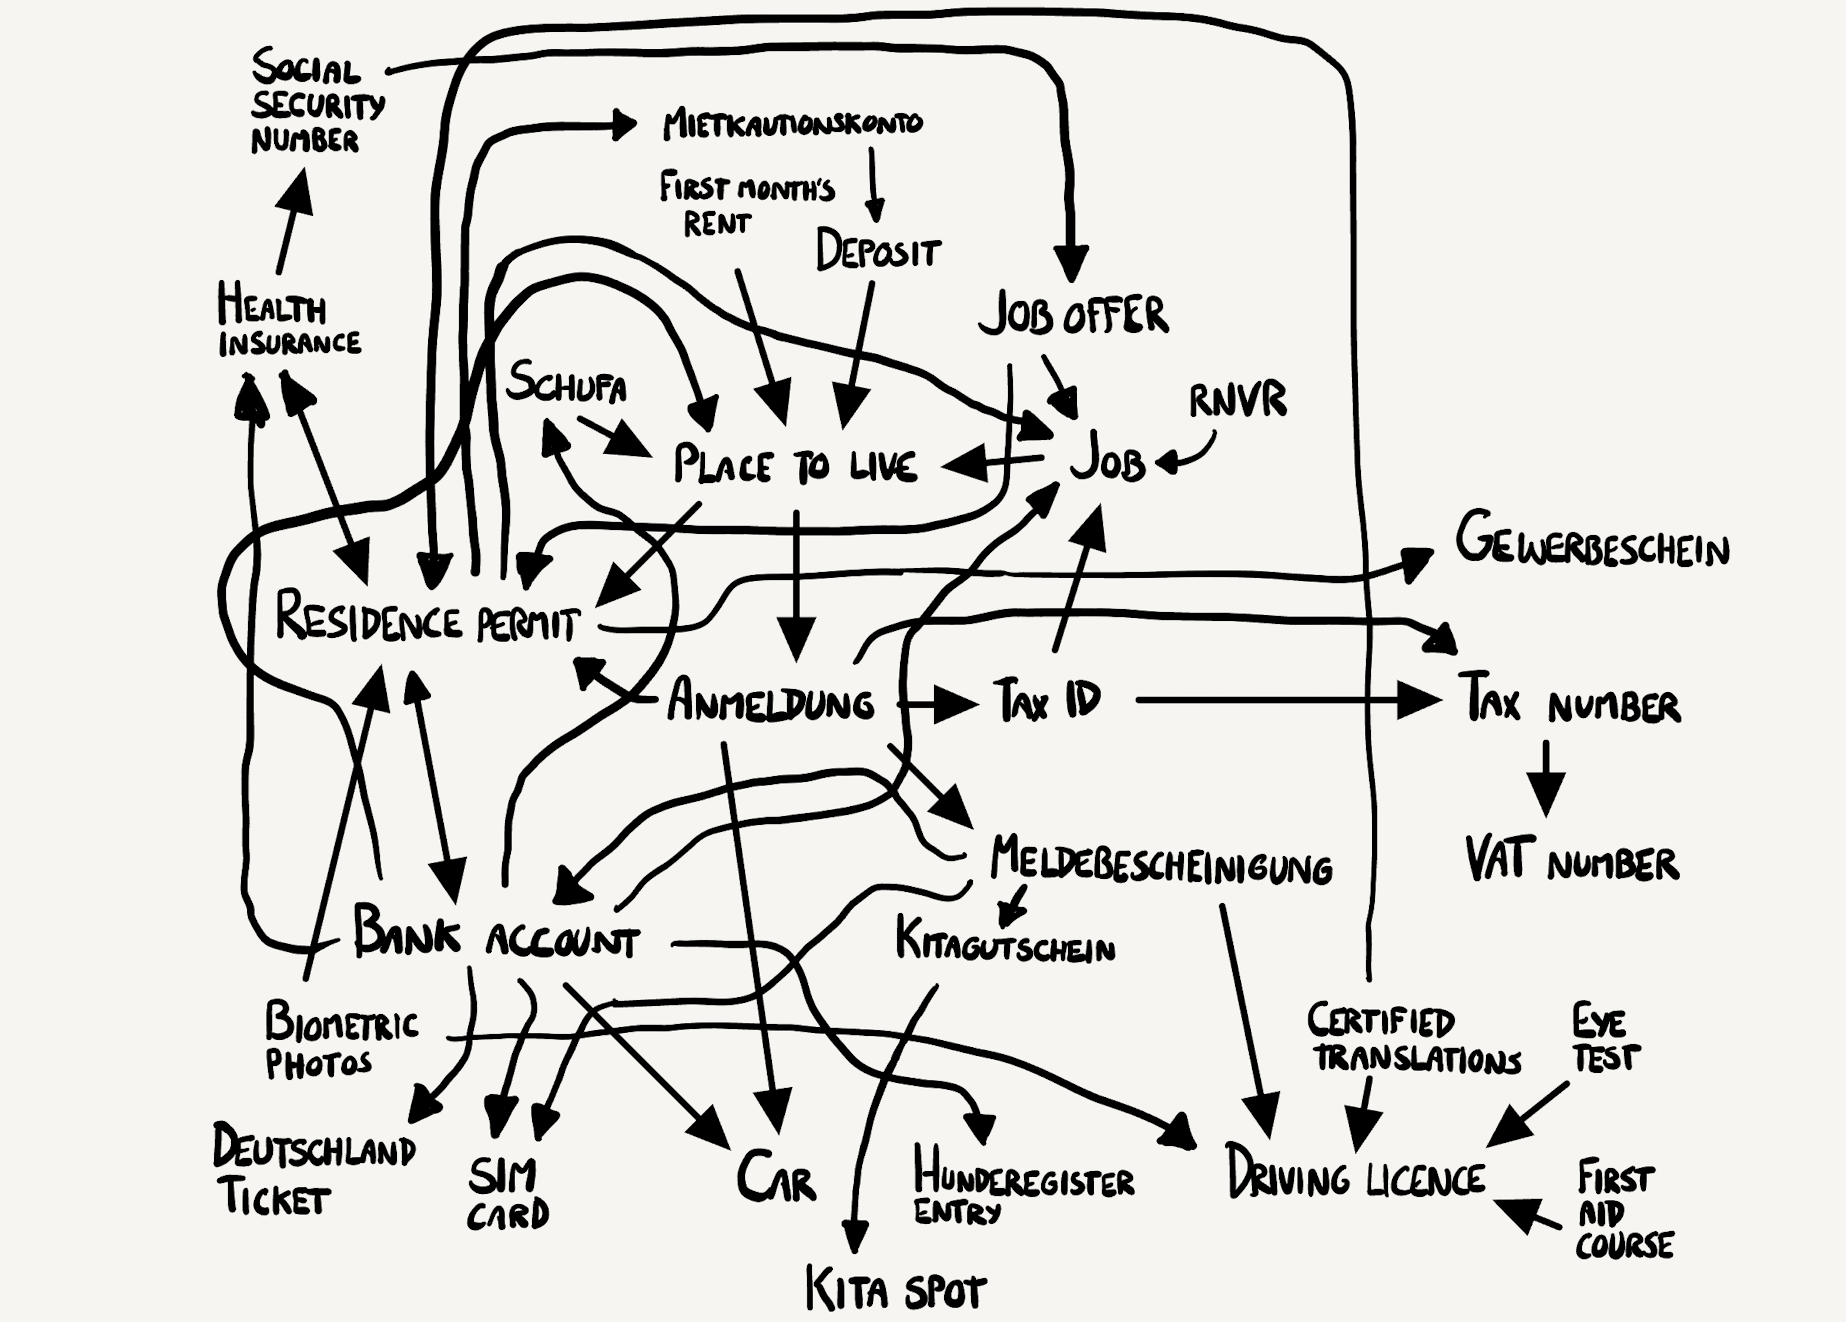 SOCIAL
SECURITY
NUMBER
MIETKAUTIONSKONTO
FIRST MONTH'S
RENT
DEPOSIT
HEALTH
INSURANCE
JOB OFFER
SCHUFA
RNVR
PLACE TO LIVE
JOB
GEWERBESCHEIN
RESIDENCE PERMIT
ANMELDUNG
TAX ID
TAX NUMBER
MELDEBESCHEINIGUNG
VAT NUMBER
BANK ACCOUNT
KITAGUTSCHEIN
BIOMETRIC
PHOTOS
CERTIFIED
TRANSLATIONS
EYE
TEST
DEUTSCHLAND
TICKET
SIM
CARD
CAR
HUNDEREGISTER
ENTRY
DRIVING LICENCE
FIRST
AID
COURSE
KITA SPOT